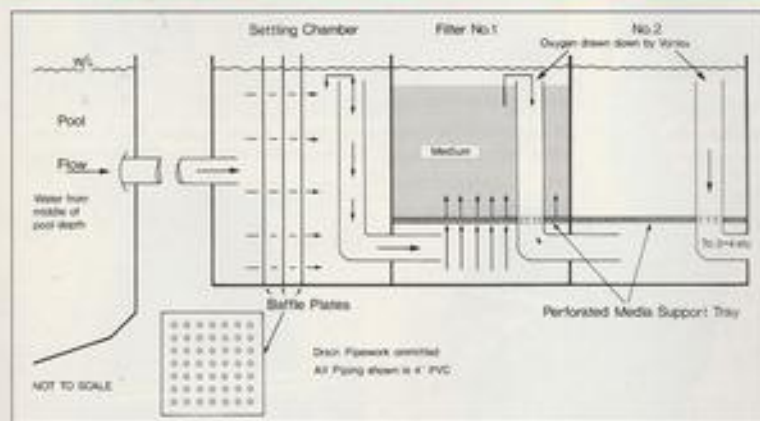 Settling Chamber
Filter No.1
No.2
Oxygen drawn down by Vortex
W/L
Pool
Flow
Water from
middle of
pool depth
Medium
To 3+4 etc
Baffle Plates
Perforated Media Support Tray
Drain Pipework ommitted
All Piping shown is 4" PVC
NOT TO SCALE